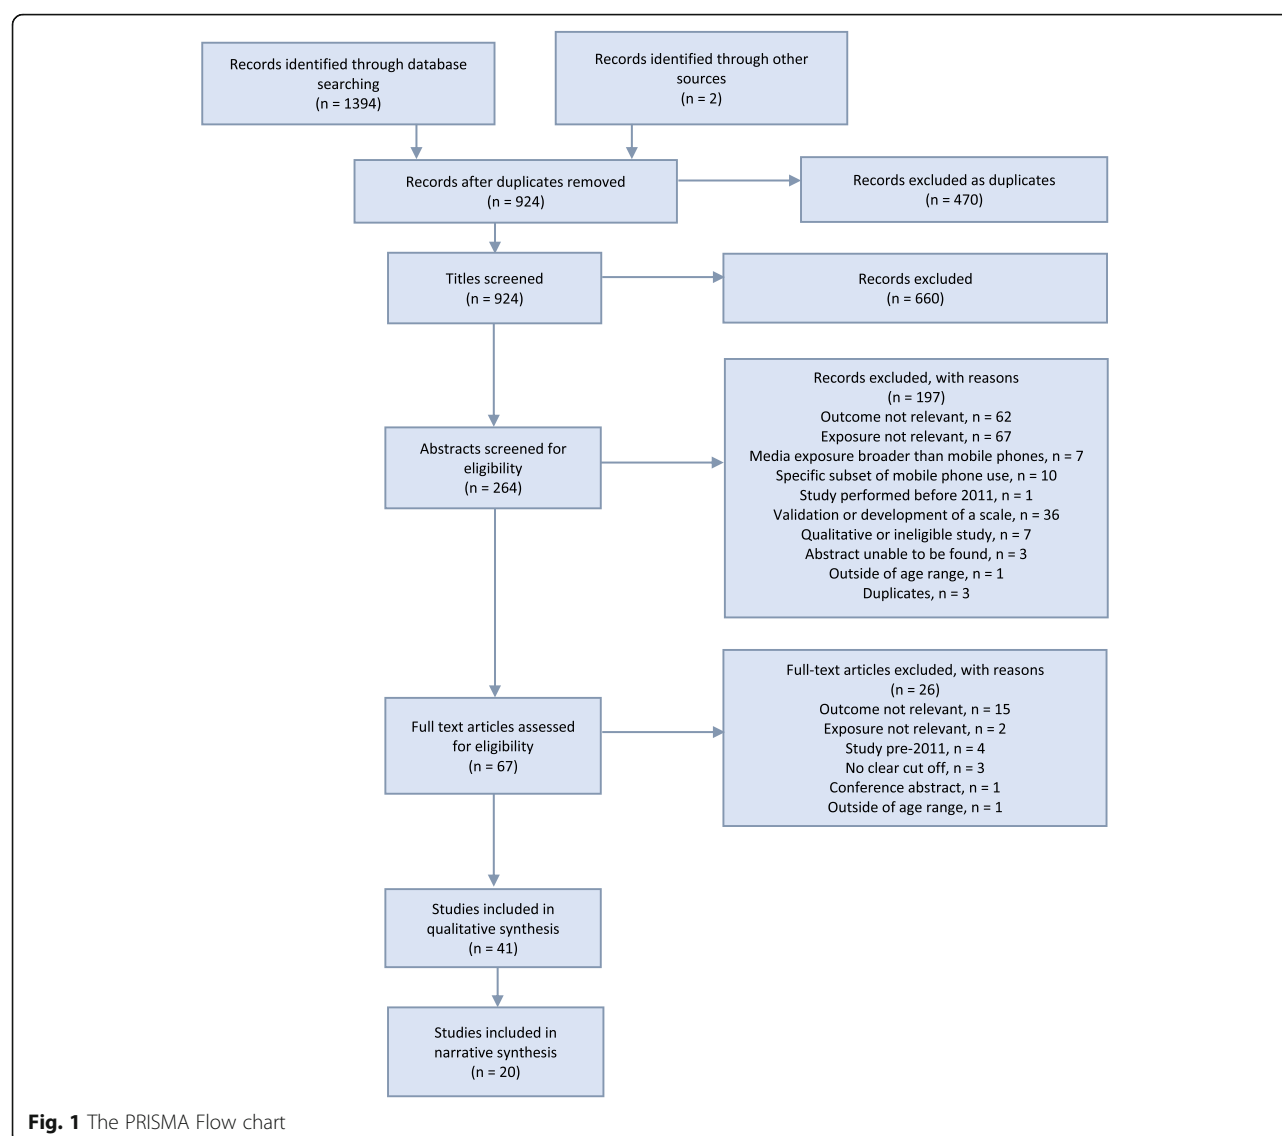 Records identified through database
searching
(n = 1394)
Records identified through other
sources
(n = 2)
Records after duplicates removed
(n = 924)
Records excluded as duplicates
(n = 470)
Titles screened
(n = 924)
Records excluded
(n = 660)
Abstracts screened for
eligibility
(n = 264)
Records excluded, with reasons
(n = 197)
Outcome not relevant, n = 62
Exposure not relevant, n = 67
Media exposure broader than mobile phones, n = 7
Specific subset of mobile phone use, n = 10
Study performed before 2011, n = 1
Validation or development of a scale, n = 36
Qualitative or ineligible study, n = 7
Abstract unable to be found, n = 3
Outside of age range, n = 1
Duplicates, n = 3
Full text articles assessed
for eligibility
(n = 67)
Full-text articles excluded, with reasons
(n = 26)
Outcome not relevant, n = 15
Exposure not relevant, n = 2
Study pre-2011, n = 4
No clear cut off, n = 3
Conference abstract, n = 1
Outside of age range, n = 1
Studies included in
qualitative synthesis
(n = 41)
Studies included in
narrative synthesis
(n = 20)
Fig. 1 The PRISMA Flow chart